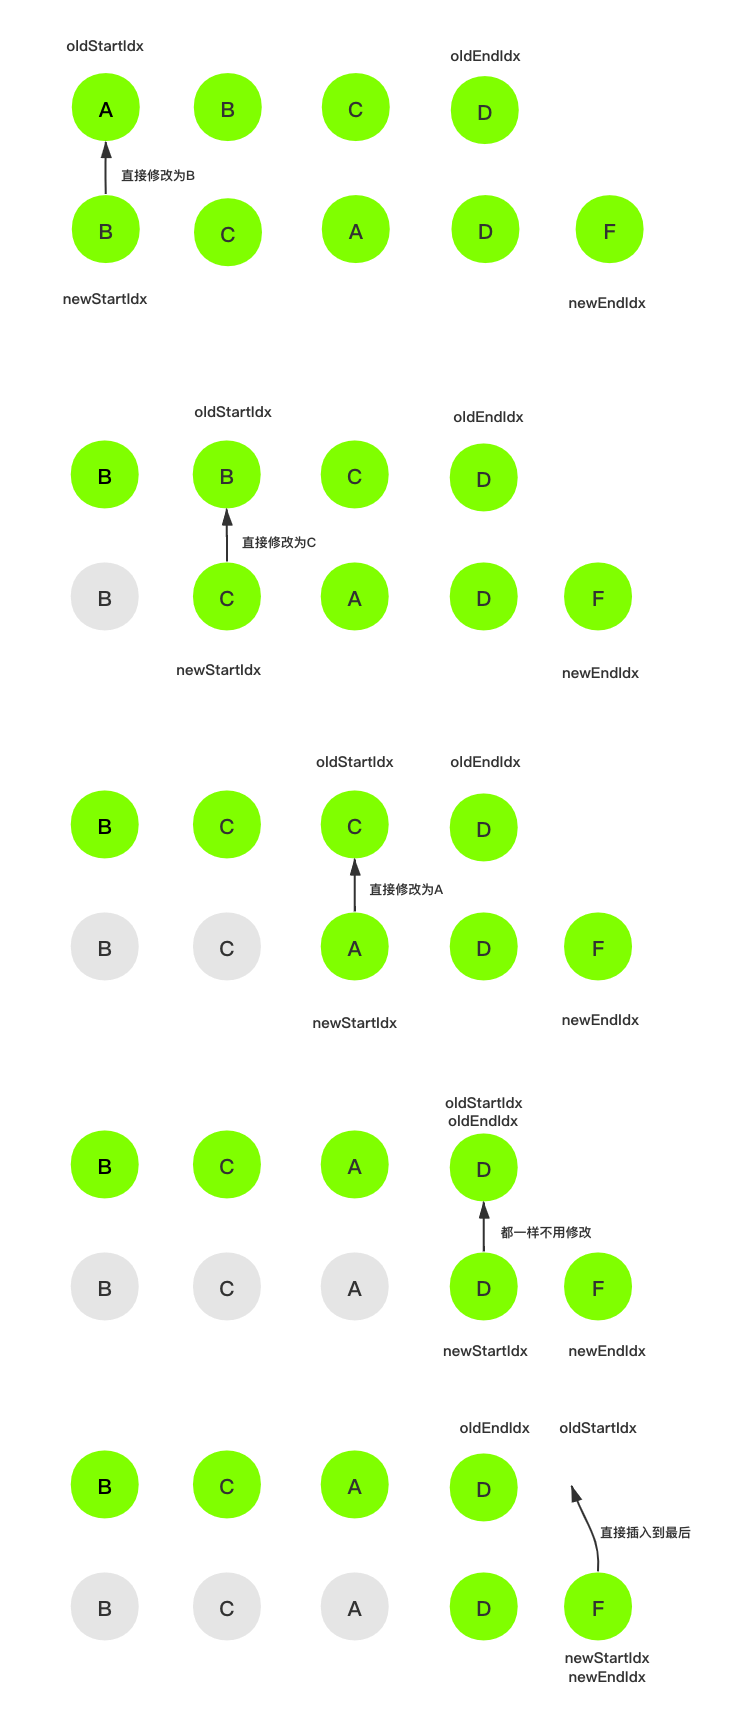 oldStartIdx
oldEndIdx
A
B
C
D
直接修改为B
B
C
A
D
F
newStartIdx
newEndIdx
oldStartIdx
oldEndIdx
B
B
C
D
直接修改为C
B
C
A
D
F
newStartIdx
newEndIdx
oldStartIdx
oldEndIdx
B
C
C
D
直接修改为A
B
C
A
D
F
newStartIdx
newEndIdx
oldStartIdx
oldEndIdx
B
C
A
D
都一样不用修改
B
C
A
D
F
newStartIdx
newEndIdx
oldEndIdx
oldStartIdx
B
C
A
D
直接插入到最后
B
C
A
D
F
newStartIdx
newEndIdx